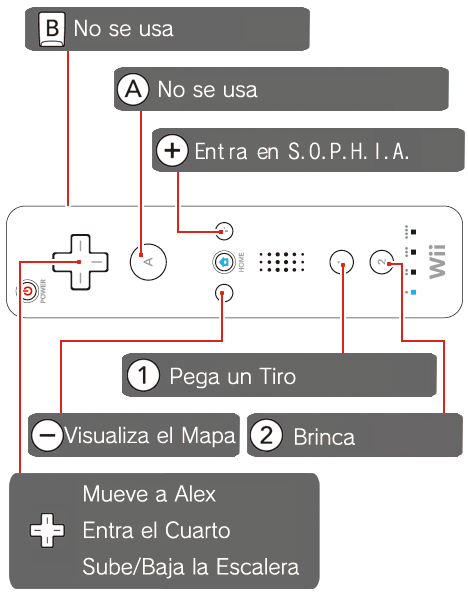 B No se usa
A No se usa
+ Entra en S.O.P.H.I.A.
A
HOME
POWER
1
2
Wii
1 Pega un Tiro
− Visualiza el Mapa
2 Brinca
Mueve a Alex
Entra el Cuarto
Sube/Baja la Escalera